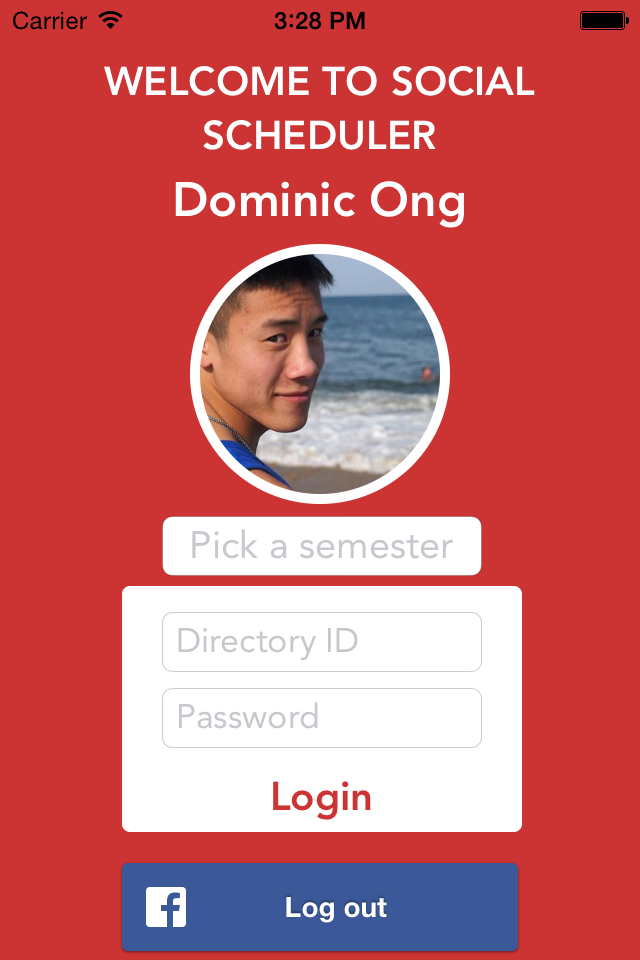 Carrier 3:28 PM
WELCOME TO SOCIAL
SCHEDULER
Dominic Ong
Pick a semester
Directory ID
Password
Login
Log out